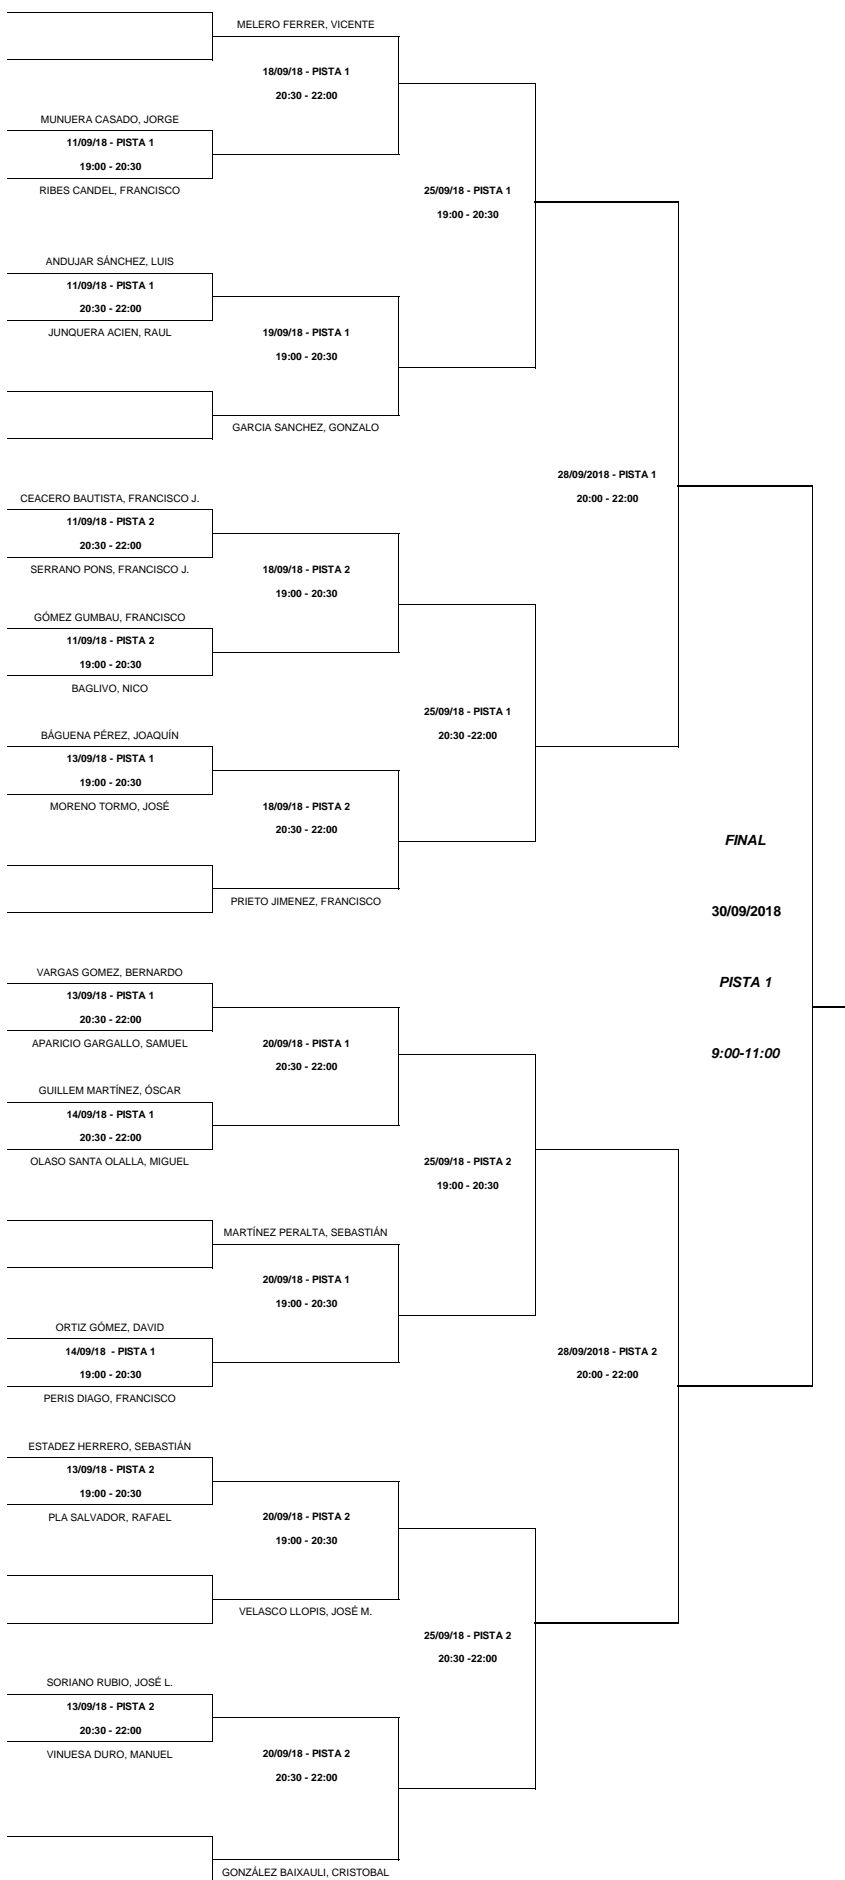 MELERO FERRER, VICENTE
18/09/18 - PISTA 1
20:30 - 22:00
MUNUERA CASADO, JORGE
11/09/18 - PISTA 1
19:00 - 20:30
RIBES CANDEL, FRANCISCO
25/09/18 - PISTA 1
19:00 - 20:30
ANDUJAR SÁNCHEZ, LUIS
11/09/18 - PISTA 1
20:30 - 22:00
JUNQUERA ACIEN, RAUL
19/09/18 - PISTA 1
19:00 - 20:30
GARCIA SANCHEZ, GONZALO
28/09/2018 - PISTA 1
20:00 - 22:00
CEACERO BAUTISTA, FRANCISCO J.
11/09/18 - PISTA 2
20:30 - 22:00
SERRANO PONS, FRANCISCO J.
18/09/18 - PISTA 2
19:00 - 20:30
GÓMEZ GUMBAU, FRANCISCO
11/09/18 - PISTA 2
19:00 - 20:30
BAGLIVO, NICO
25/09/18 - PISTA 1
20:30 -22:00
BÁGUENA PÉREZ, JOAQUÍN
13/09/18 - PISTA 1
19:00 - 20:30
MORENO TORMO, JOSÉ
18/09/18 - PISTA 2
20:30 - 22:00
PRIETO JIMENEZ, FRANCISCO
FINAL
30/09/2018
PISTA 1
9:00-11:00
VARGAS GOMEZ, BERNARDO
13/09/18 - PISTA 1
20:30 - 22:00
APARICIO GARGALLO, SAMUEL
20/09/18 - PISTA 1
20:30 - 22:00
GUILLEM MARTÍNEZ, ÓSCAR
14/09/18 - PISTA 1
20:30 - 22:00
OLASO SANTA OLALLA, MIGUEL
25/09/18 - PISTA 2
19:00 - 20:30
MARTÍNEZ PERALTA, SEBASTIÁN
20/09/18 - PISTA 1
19:00 - 20:30
ORTIZ GÓMEZ, DAVID
14/09/18  - PISTA 1
19:00 - 20:30
PERIS DIAGO, FRANCISCO
28/09/2018 - PISTA 2
20:00 - 22:00
ESTADEZ HERRERO, SEBASTIÁN
13/09/18 - PISTA 2
19:00 - 20:30
PLA SALVADOR, RAFAEL
20/09/18 - PISTA 2
19:00 - 20:30
VELASCO LLOPIS, JOSÉ M.
25/09/18 - PISTA 2
20:30 -22:00
SORIANO RUBIO, JOSÉ L.
13/09/18 - PISTA 2
20:30 - 22:00
VINUESA DURO, MANUEL
20/09/18 - PISTA 2
20:30 - 22:00
GONZÁLEZ BAIXAULI, CRISTOBAL